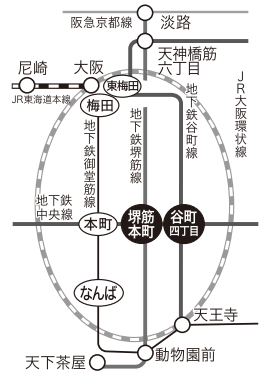 阪急京都線
淡路
天神橋筋
六丁目
尼崎
大阪
東梅田
JR東海道本線
梅田
JR大阪環状線
地下鉄谷町線
地下鉄堺筋線
地下鉄御堂筋線
地下鉄
中央線
本町
堺筋
本町
谷町
四丁目
なんば
天王寺
動物園前
天下茶屋